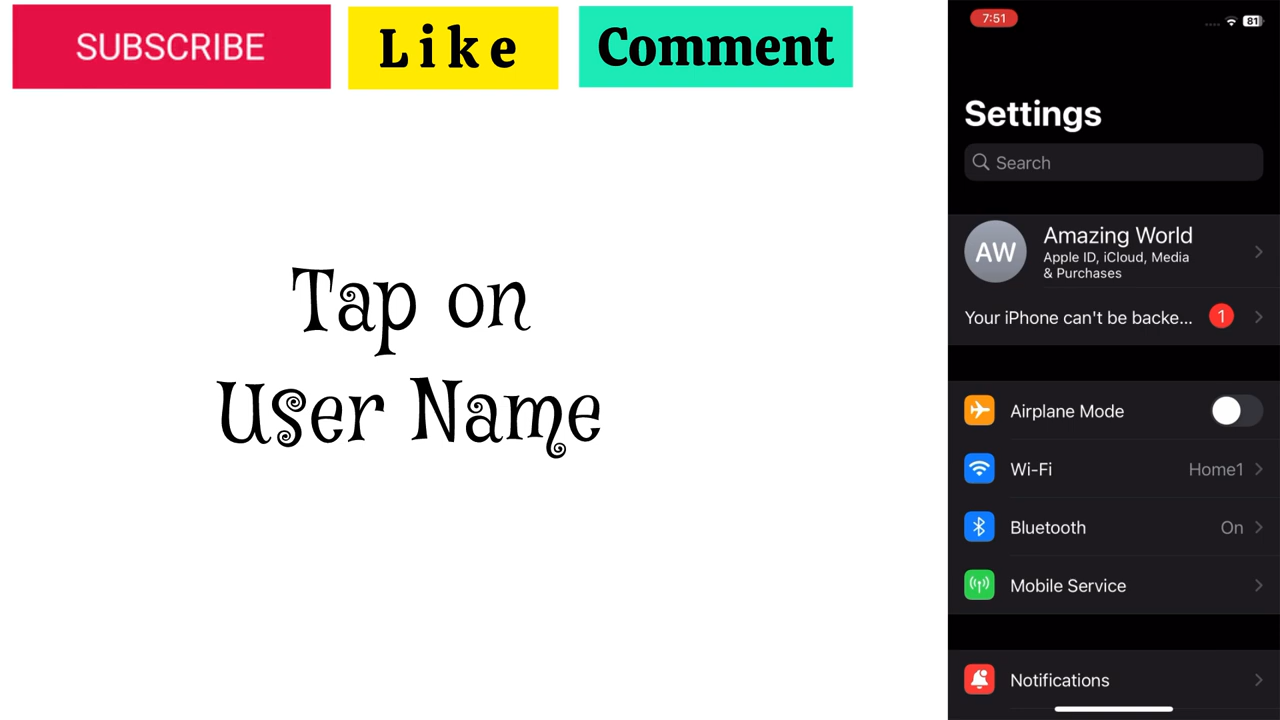 SUBSCRIBE
Like
Comment
Tap on
User Name
7:51
81
Settings
Search
AW
Amazing World
Apple ID, iCloud, Media
& Purchases
Your iPhone can't be backe...
1
Airplane Mode
Wi-Fi
Home1
Bluetooth
On
Mobile Service
Notifications